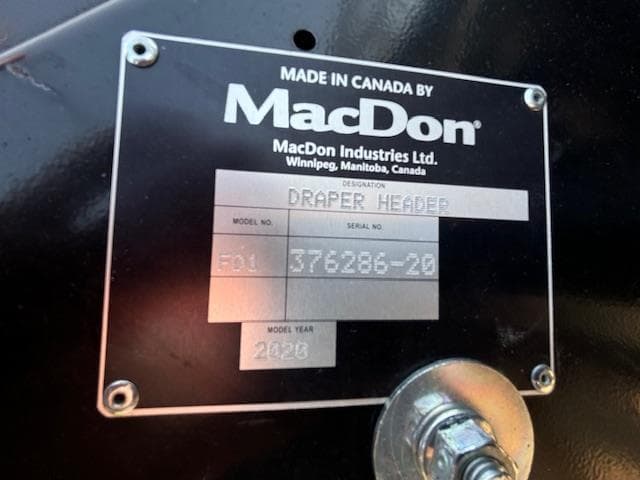 MADE IN CANADA BY
MacDon®
MacDon Industries Ltd.
Winnipeg, Manitoba, Canada
DESIGNATION
DRAPER HEADER
MODEL NO. SERIAL NO.
FD1 376286-20
MODEL YEAR
2020